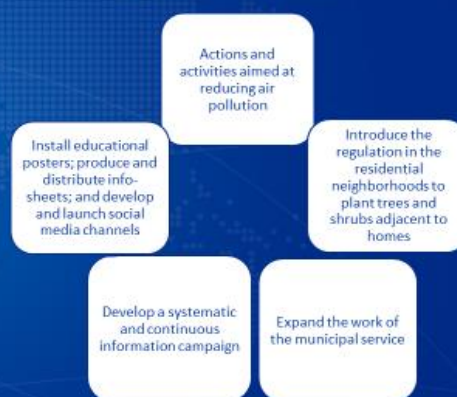 Actions and
activities aimed at
reducing air
pollution
Install educational
posters; produce and
distribute info-
sheets; and develop
and launch social
media channels
Introduce the
regulation in the
residential
neighborhoods to
plant trees and
shrubs adjacent to
homes
Develop a systematic
and continuous
information campaign
Expand the work of
the municipal service